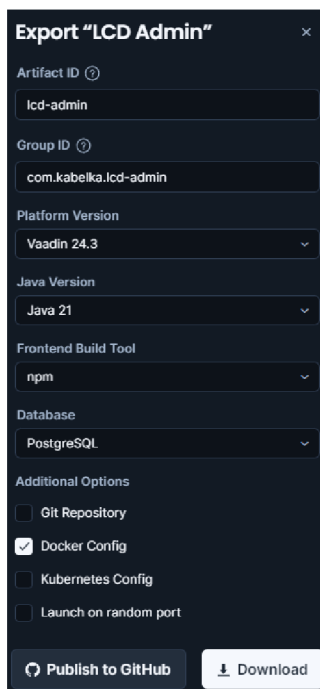 Export “LCD Admin”
Artifact ID
lcd-admin
Group ID
com.kabelka.lcd-admin
Platform Version
Vaadin 24.3
Java Version
Java 21
Frontend Build Tool
npm
Database
PostgreSQL
Additional Options
Git Repository
Docker Config
Kubernetes Config
Launch on random port
Publish to GitHub
Download